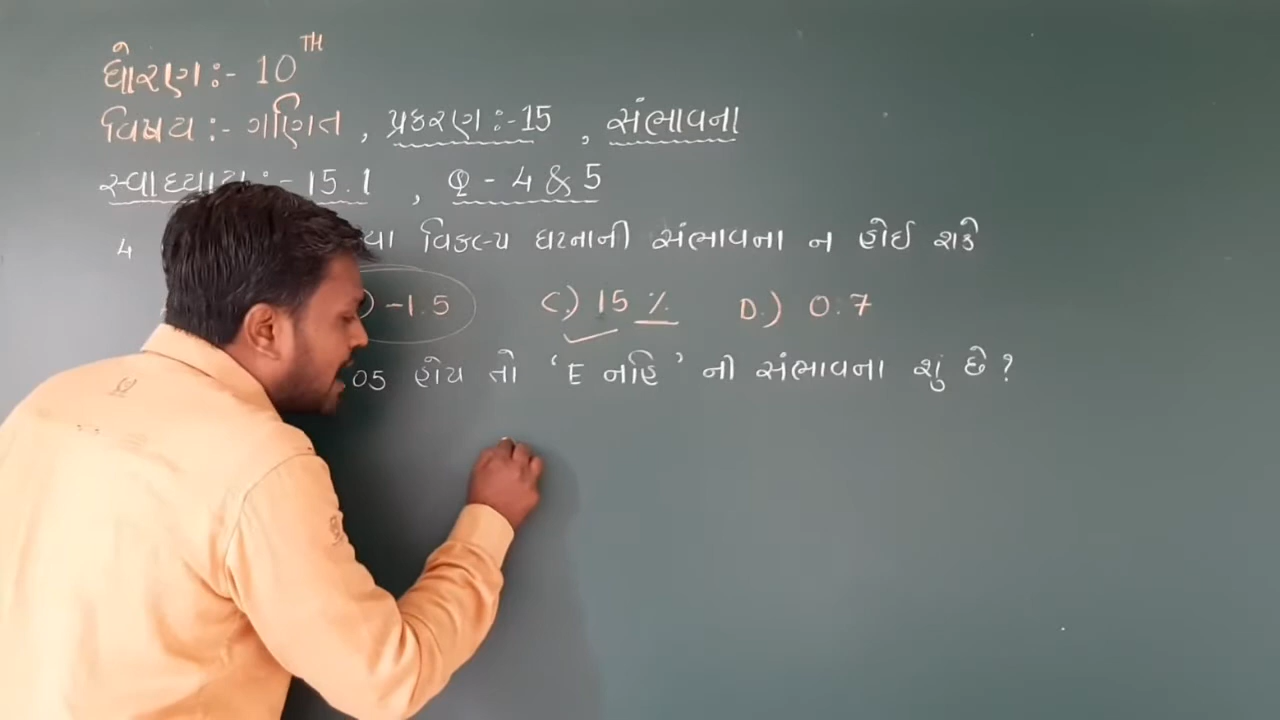 ધોરણ :- 10TH
વિષય :- ગણિત , પ્રકરણ :- 15 , સંભાવના
સ્વાધ્યાય :- 15.1 , Q - 4 & 5
4 વિકલ્પ ઘટનાની સંભાવના ન હોઈ શકે
) -1.5 C.) 15 % D.) 0.7
05 હોય તો ‘E નહિ’ ની સંભાવના શું છે ?